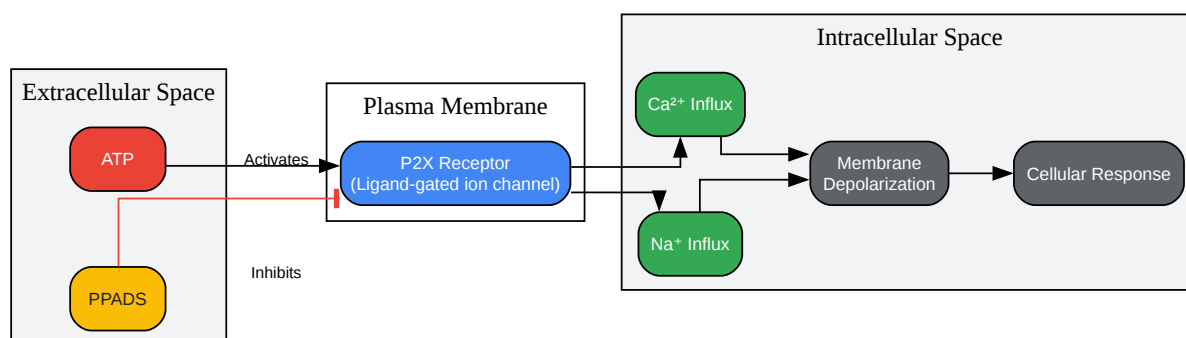 Extracellular Space
ATP
PPADS
Activates
Inhibits
Plasma Membrane
P2X Receptor
(Ligand-gated ion channel)
Intracellular Space
Ca²⁺ Influx
Na⁺ Influx
Membrane
Depolarization
Cellular Response